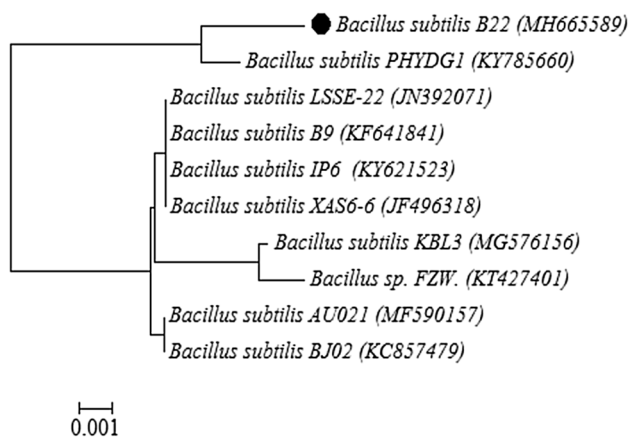 Bacillus subtilis B22 (MH665589)
Bacillus subtilis PHYDG1 (KY785660)
Bacillus subtilis LSSE-22 (JN392071)
Bacillus subtilis B9 (KF641841)
Bacillus subtilis IP6 (KY621523)
Bacillus subtilis XAS6-6 (JF496318)
Bacillus subtilis KBL3 (MG576156)
Bacillus sp. FZW. (KT427401)
Bacillus subtilis AU021 (MF590157)
Bacillus subtilis BJ02 (KC857479)
0.001